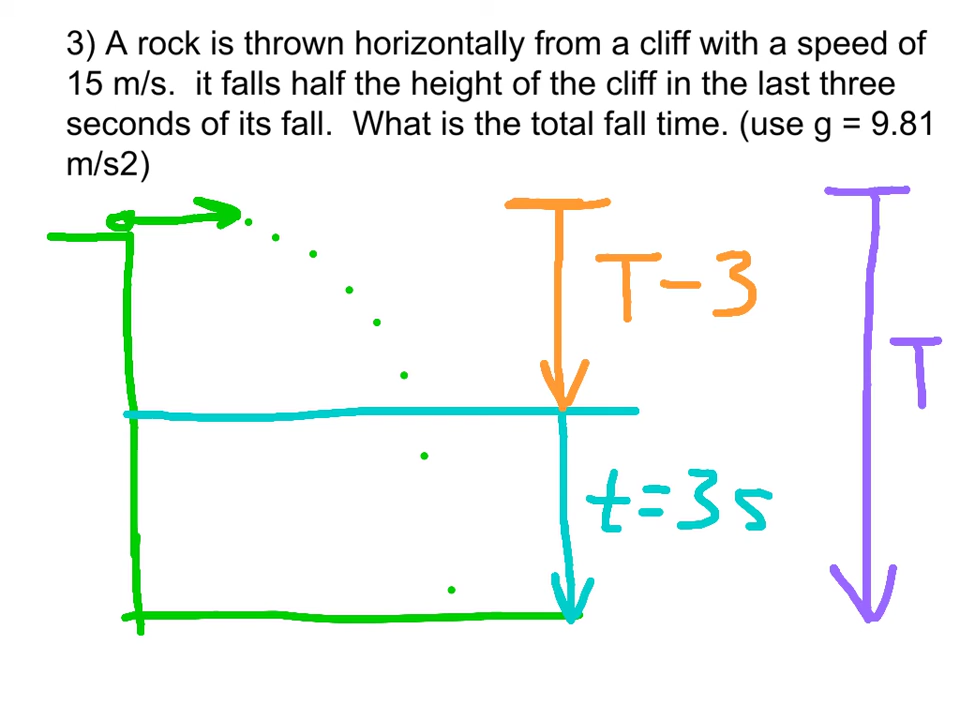 3) A rock is thrown horizontally from a cliff with a speed of
15 m/s.  it falls half the height of the cliff in the last three
seconds of its fall.  What is the total fall time. (use g = 9.81
m/s2)
T-3
T
t=3s